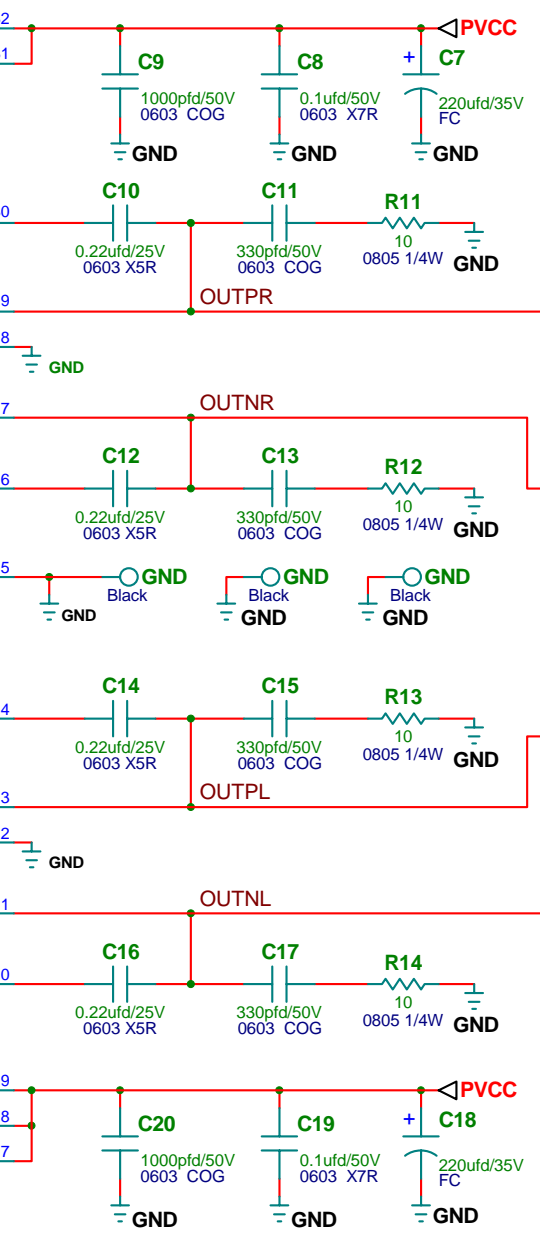 2
PVCC
1
C9
C8
+
C7
1000pfd/50V
0603 COG
0.1ufd/50V
0603 X7R
220ufd/35V
FC
GND
GND
GND
C10
C11
R11
0
0.22ufd/25V
0603 X5R
330pfd/50V
0603 COG
10
0805 1/4W
GND
OUTPR
9
8
GND
7
OUTNR
C12
C13
R12
6
0.22ufd/25V
0603 X5R
330pfd/50V
0603 COG
10
0805 1/4W
GND
5
GND
Black
GND
GND
Black
GND
GND
Black
GND
C14
C15
R13
4
0.22ufd/25V
0603 X5R
330pfd/50V
0603 COG
10
0805 1/4W
GND
OUTPL
3
2
GND
OUTNL
1
C16
C17
R14
0
0.22ufd/25V
0603 X5R
330pfd/50V
0603 COG
10
0805 1/4W
GND
9
PVCC
8
7
C20
C19
+
C18
1000pfd/50V
0603 COG
0.1ufd/50V
0603 X7R
220ufd/35V
FC
GND
GND
GND